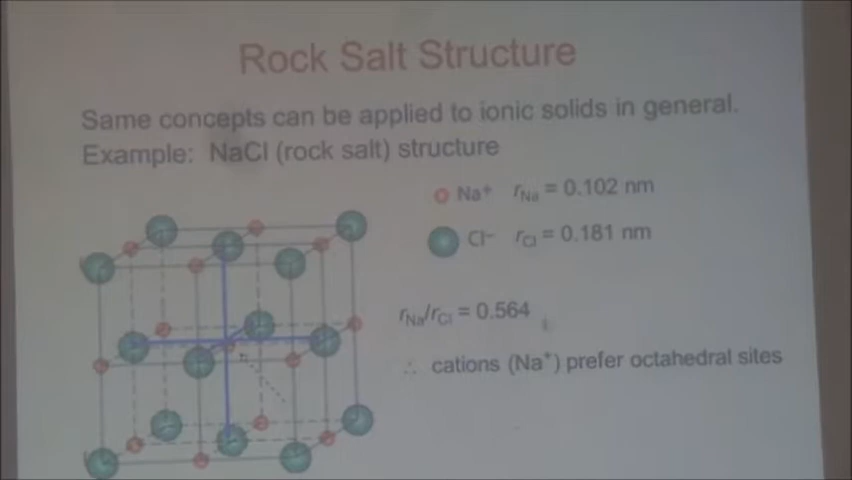 Rock Salt Structure
Same concepts can be applied to ionic solids in general.
Example: NaCl (rock salt) structure
Na⁺ rNa = 0.102 nm
Cl⁻ rCl = 0.181 nm
rNa/rCl = 0.564
∴ cations (Na⁺) prefer octahedral sites